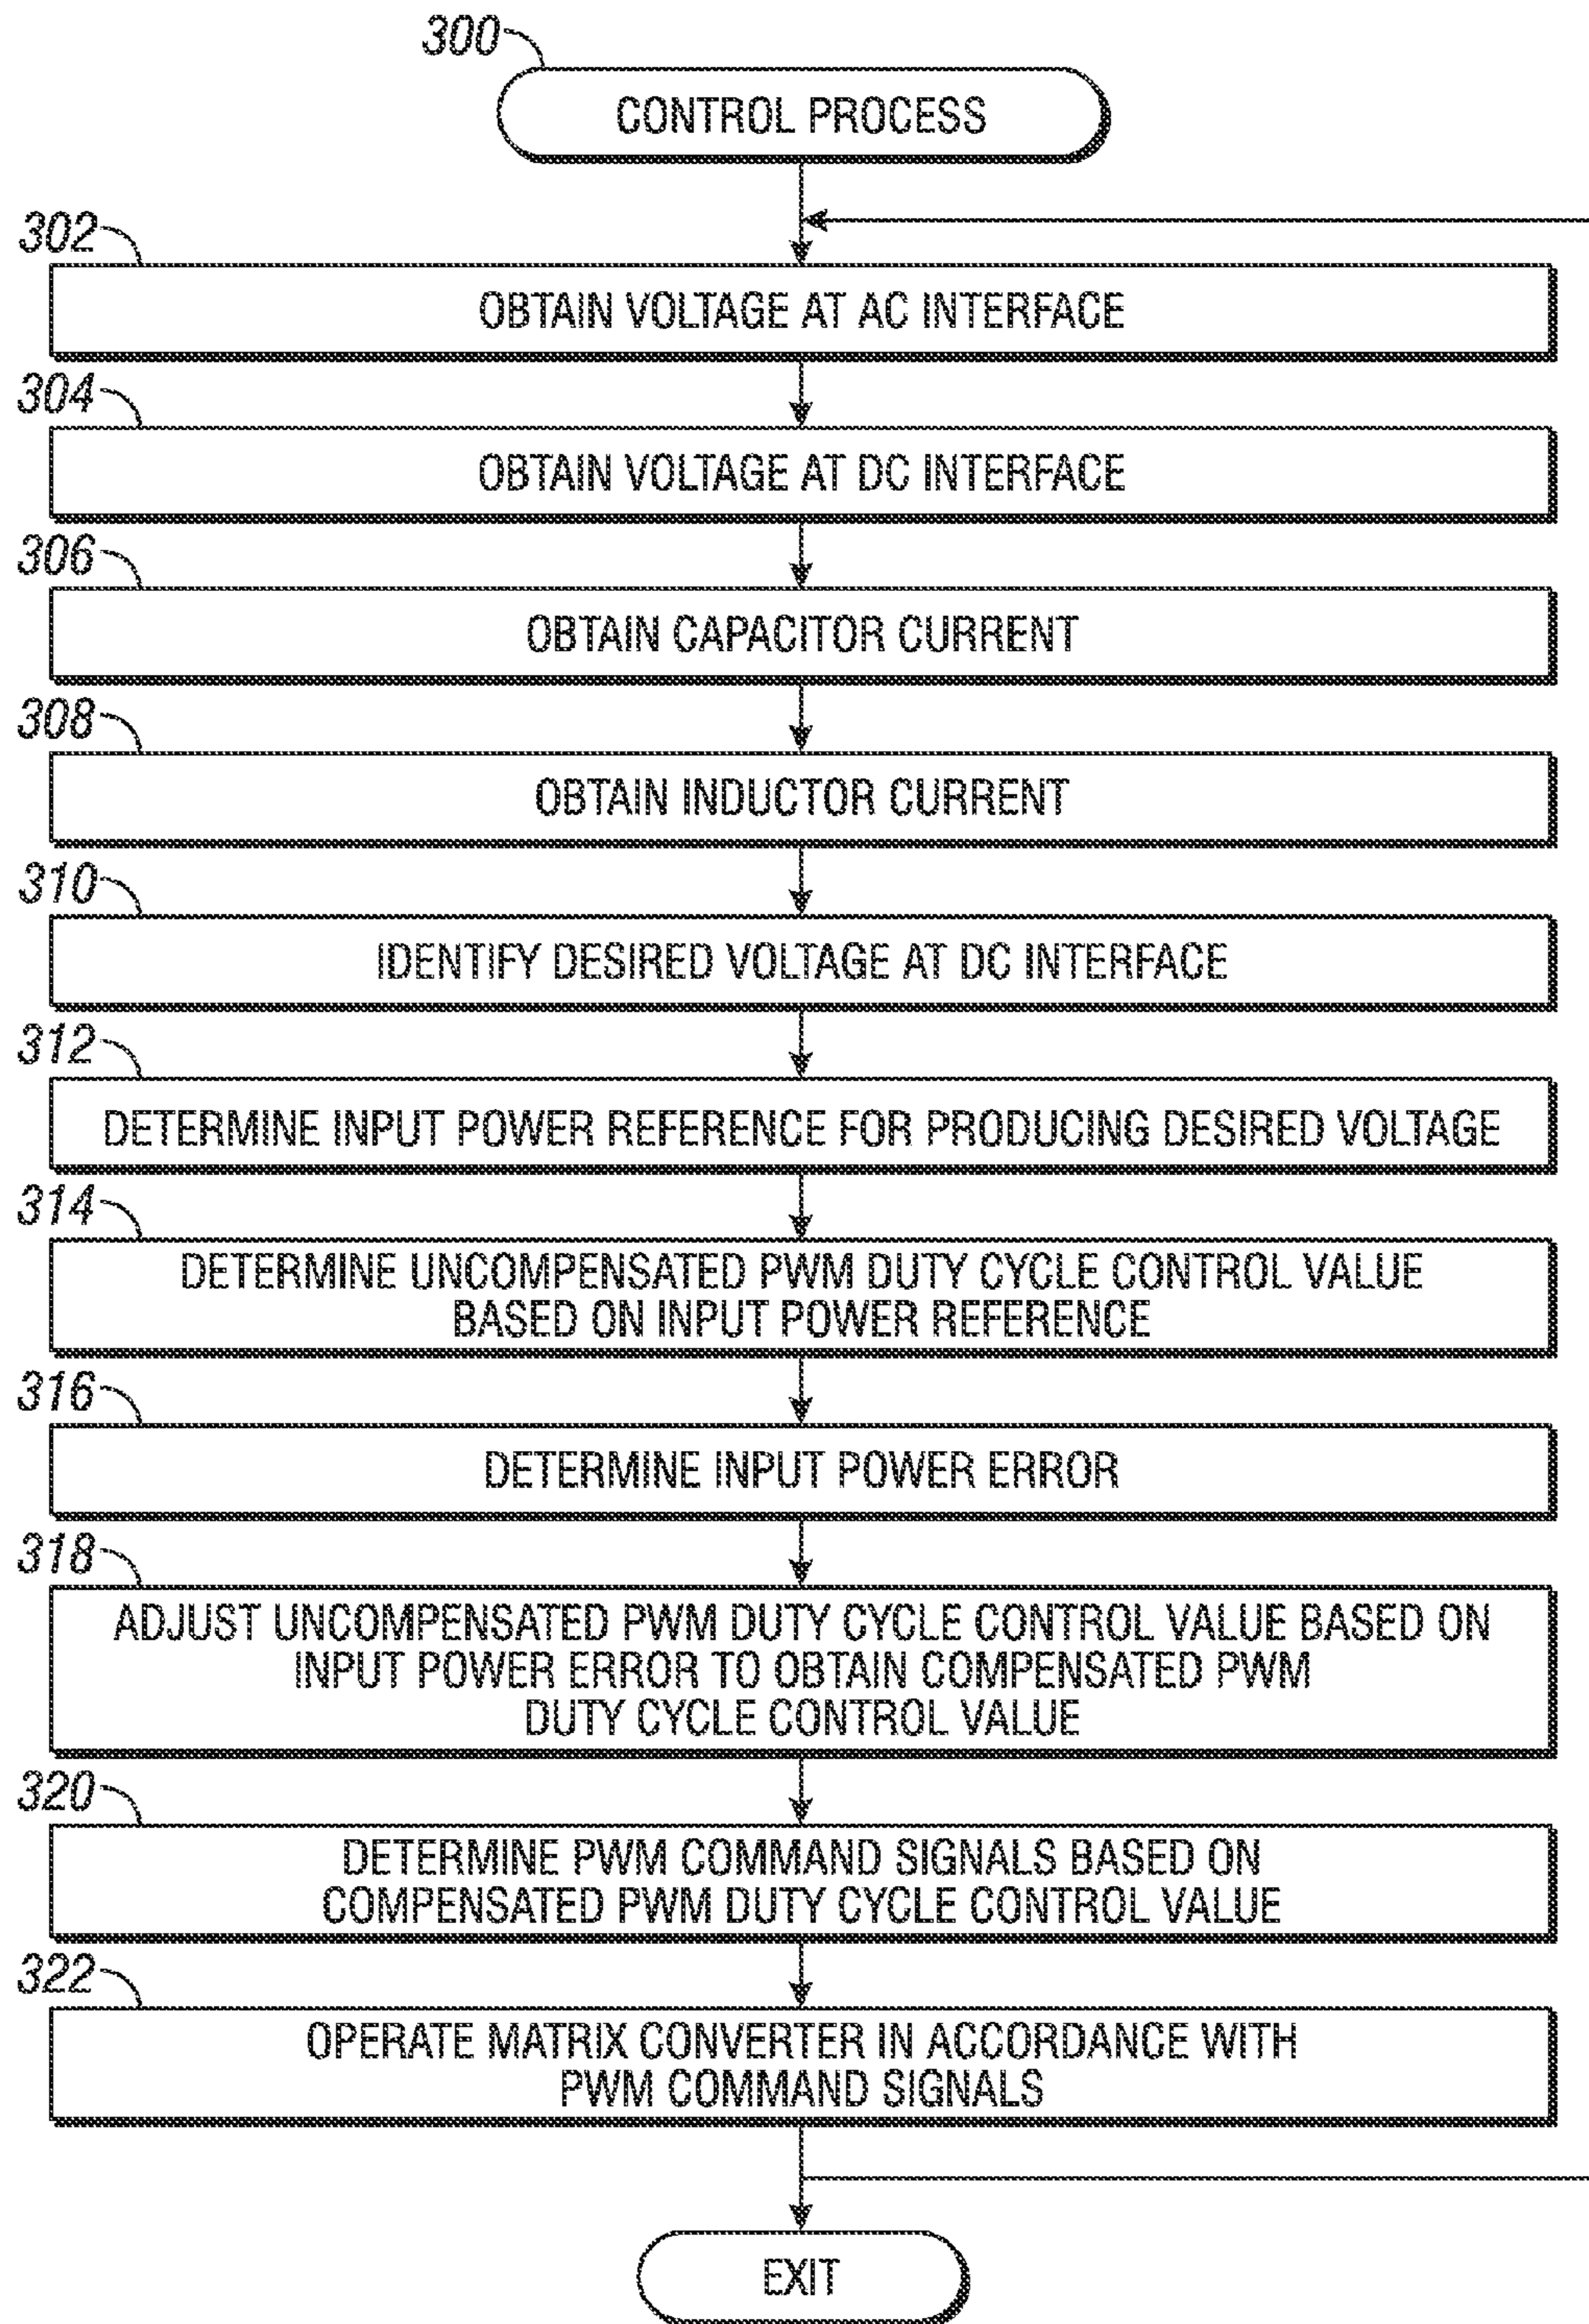 300
CONTROL PROCESS
302
OBTAIN VOLTAGE AT AC INTERFACE
304
OBTAIN VOLTAGE AT DC INTERFACE
306
OBTAIN CAPACITOR CURRENT
308
OBTAIN INDUCTOR CURRENT
310
IDENTIFY DESIRED VOLTAGE AT DC INTERFACE
312
DETERMINE INPUT POWER REFERENCE FOR PRODUCING DESIRED VOLTAGE
314
DETERMINE UNCOMPENSATED PWM DUTY CYCLE CONTROL VALUE
BASED ON INPUT POWER REFERENCE
316
DETERMINE INPUT POWER ERROR
318
ADJUST UNCOMPENSATED PWM DUTY CYCLE CONTROL VALUE BASED ON
INPUT POWER ERROR TO OBTAIN COMPENSATED PWM
DUTY CYCLE CONTROL VALUE
320
DETERMINE PWM COMMAND SIGNALS BASED ON
COMPENSATED PWM DUTY CYCLE CONTROL VALUE
322
OPERATE MATRIX CONVERTER IN ACCORDANCE WITH
PWM COMMAND SIGNALS
EXIT